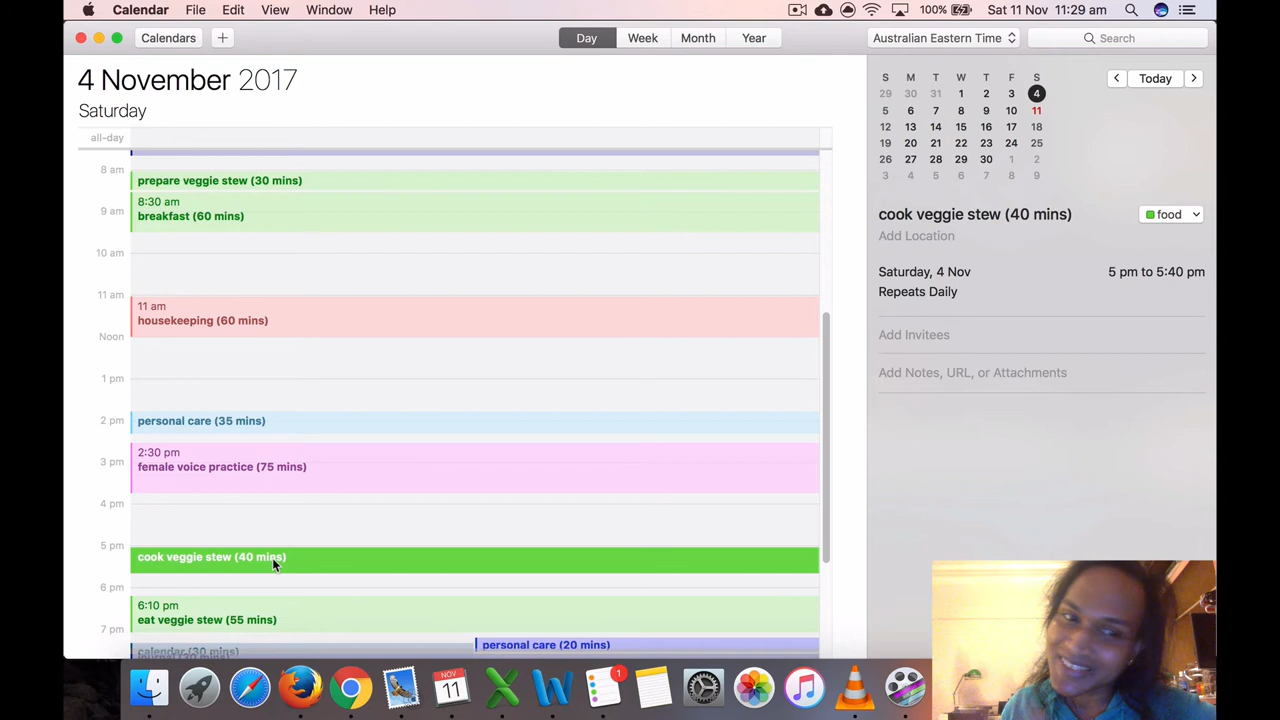 Calendar File Edit View Window Help 100% Sat 11 Nov 11:29 am
Calendars + Day Week Month Year Australian Eastern Time Search
4 November 2017
Saturday
all-day
8 am
prepare veggie stew (30 mins)
8:30 am
9 am
breakfast (60 mins)
10 am
11 am
11 am
housekeeping (60 mins)
Noon
1 pm
2 pm
personal care (35 mins)
2:30 pm
3 pm
female voice practice (75 mins)
4 pm
5 pm
cook veggie stew (40 mins)
6 pm
6:10 pm
eat veggie stew (55 mins)
7 pm
personal care (20 mins)
calendar (30 mins)
journal (30 mins)
S M T W T F S
29 30 31 1 2 3 4
5 6 7 8 9 10 11
12 13 14 15 16 17 18
19 20 21 22 23 24 25
26 27 28 29 30 1 2
3 4 5 6 7 8 9
< Today >
cook veggie stew (40 mins) food
Add Location
Saturday, 4 Nov 5 pm to 5:40 pm
Repeats Daily
Add Invitees
Add Notes, URL, or Attachments
NOV
11
1